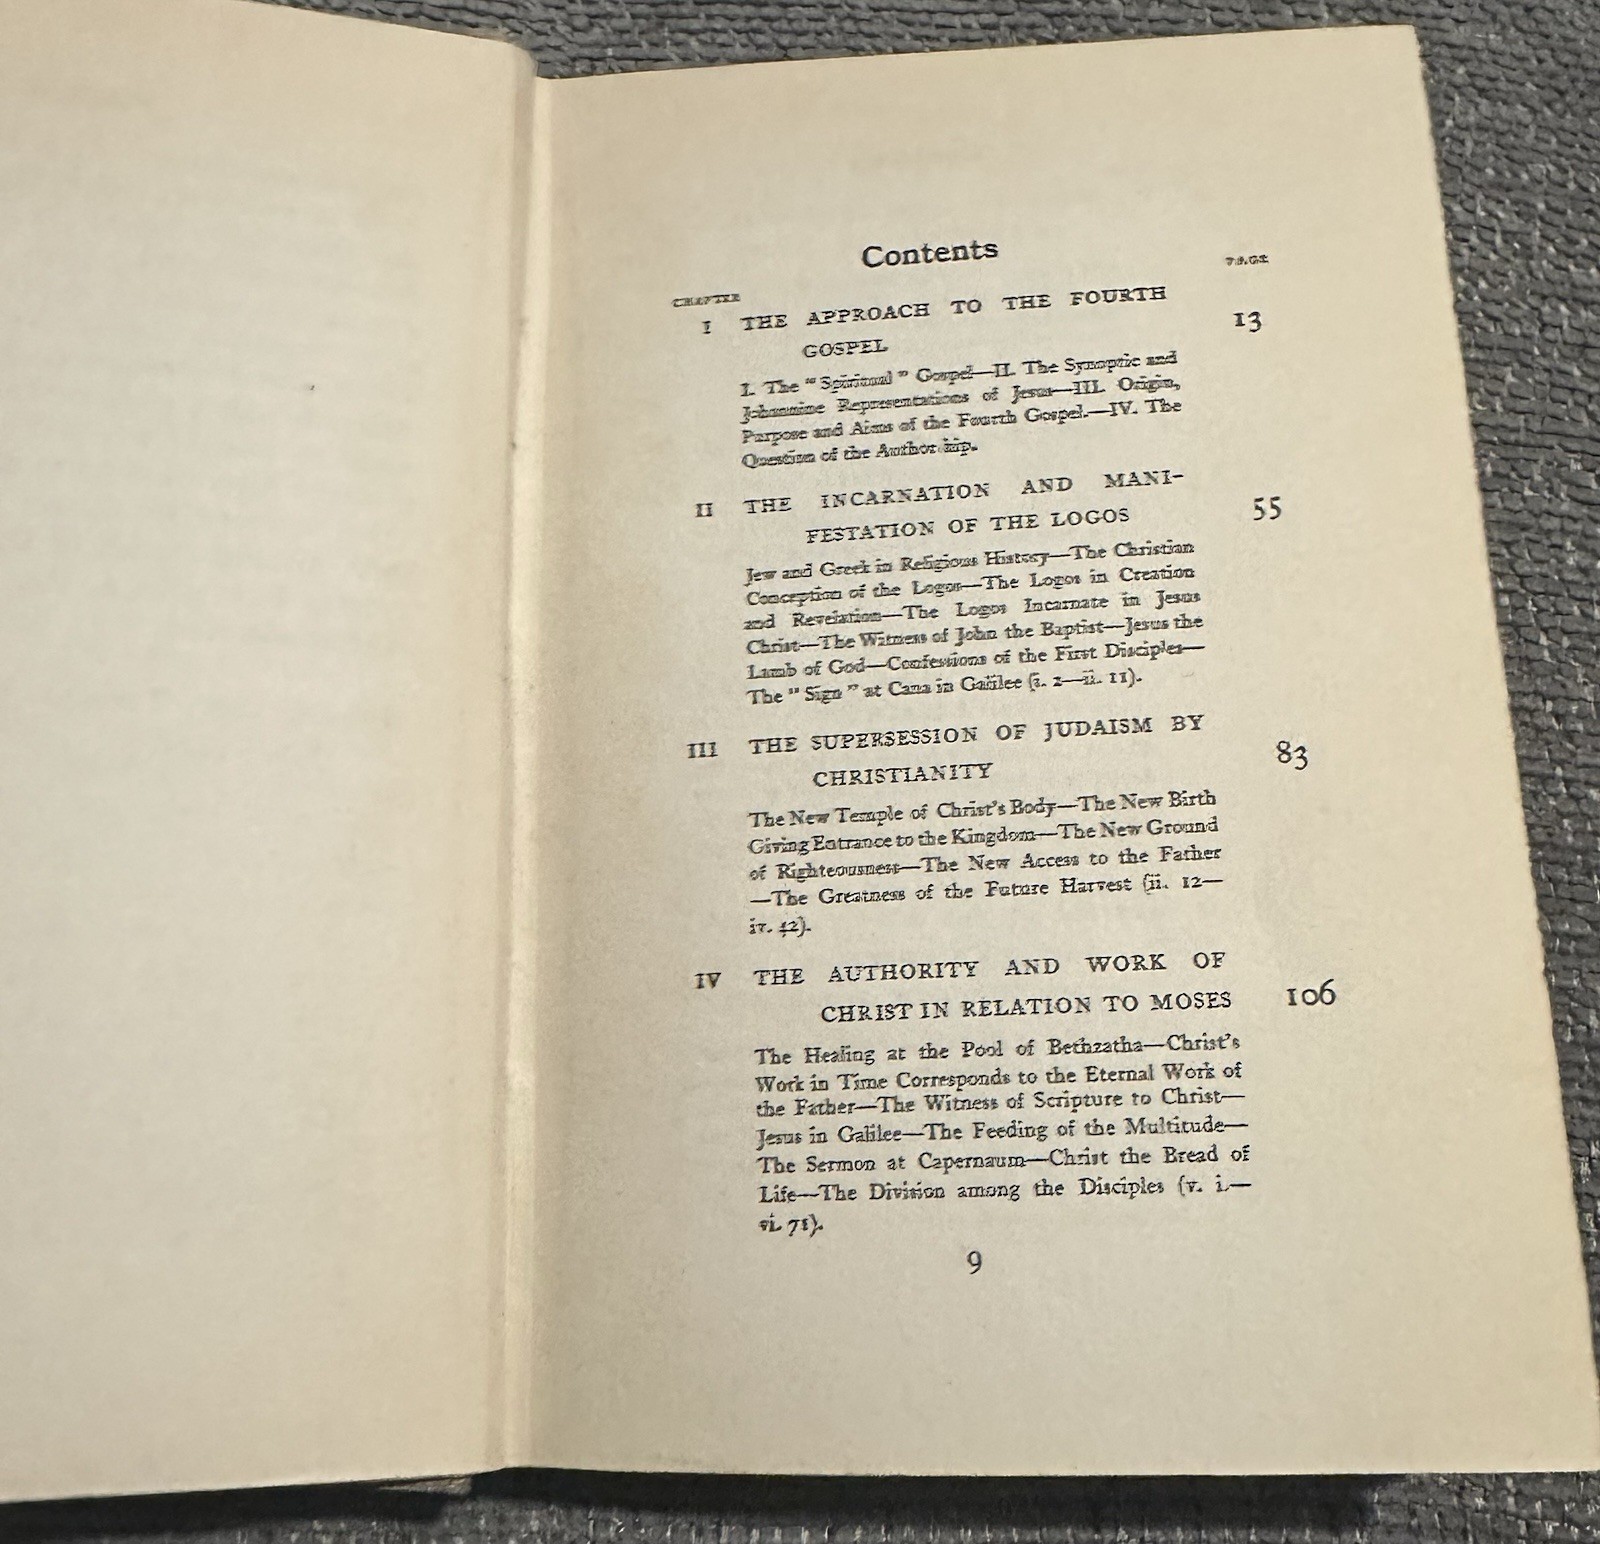 Contents
CHAPTER PAGE
I THE APPROACH TO THE FOURTH
GOSPEL 13
I. The "Spiritual" Gospel—II. The Synoptic and
Johannine Representations of Jesus—III. Origin,
Purpose and Aims of the Fourth Gospel.—IV. The
Question of the Author hip.
II THE INCARNATION AND MANI-
FESTATION OF THE LOGOS 55
Jew and Greek in Religious History—The Christian
Conception of the Logos—The Logos in Creation
and Revelation—The Logos Incarnate in Jesus
Christ—The Witness of John the Baptist—Jesus the
Lamb of God—Confessions of the First Disciples—
The "Sign" at Cana in Galilee (i. 1—ii. 11).
III THE SUPERSESSION OF JUDAISM BY
CHRISTIANITY 83
The New Temple of Christ's Body—The New Birth
Giving Entrance to the Kingdom—The New Ground
of Righteousness—The New Access to the Father
—The Greatness of the Future Harvest (ii. 12—
iv. 42).
IV THE AUTHORITY AND WORK OF
CHRIST IN RELATION TO MOSES 106
The Healing at the Pool of Bethzatha—Christ's
Work in Time Corresponds to the Eternal Work of
the Father—The Witness of Scripture to Christ—
Jesus in Galilee—The Feeding of the Multitude—
The Sermon at Capernaum—Christ the Bread of
Life—The Division among the Disciples (v. i.—
vi. 71).
9